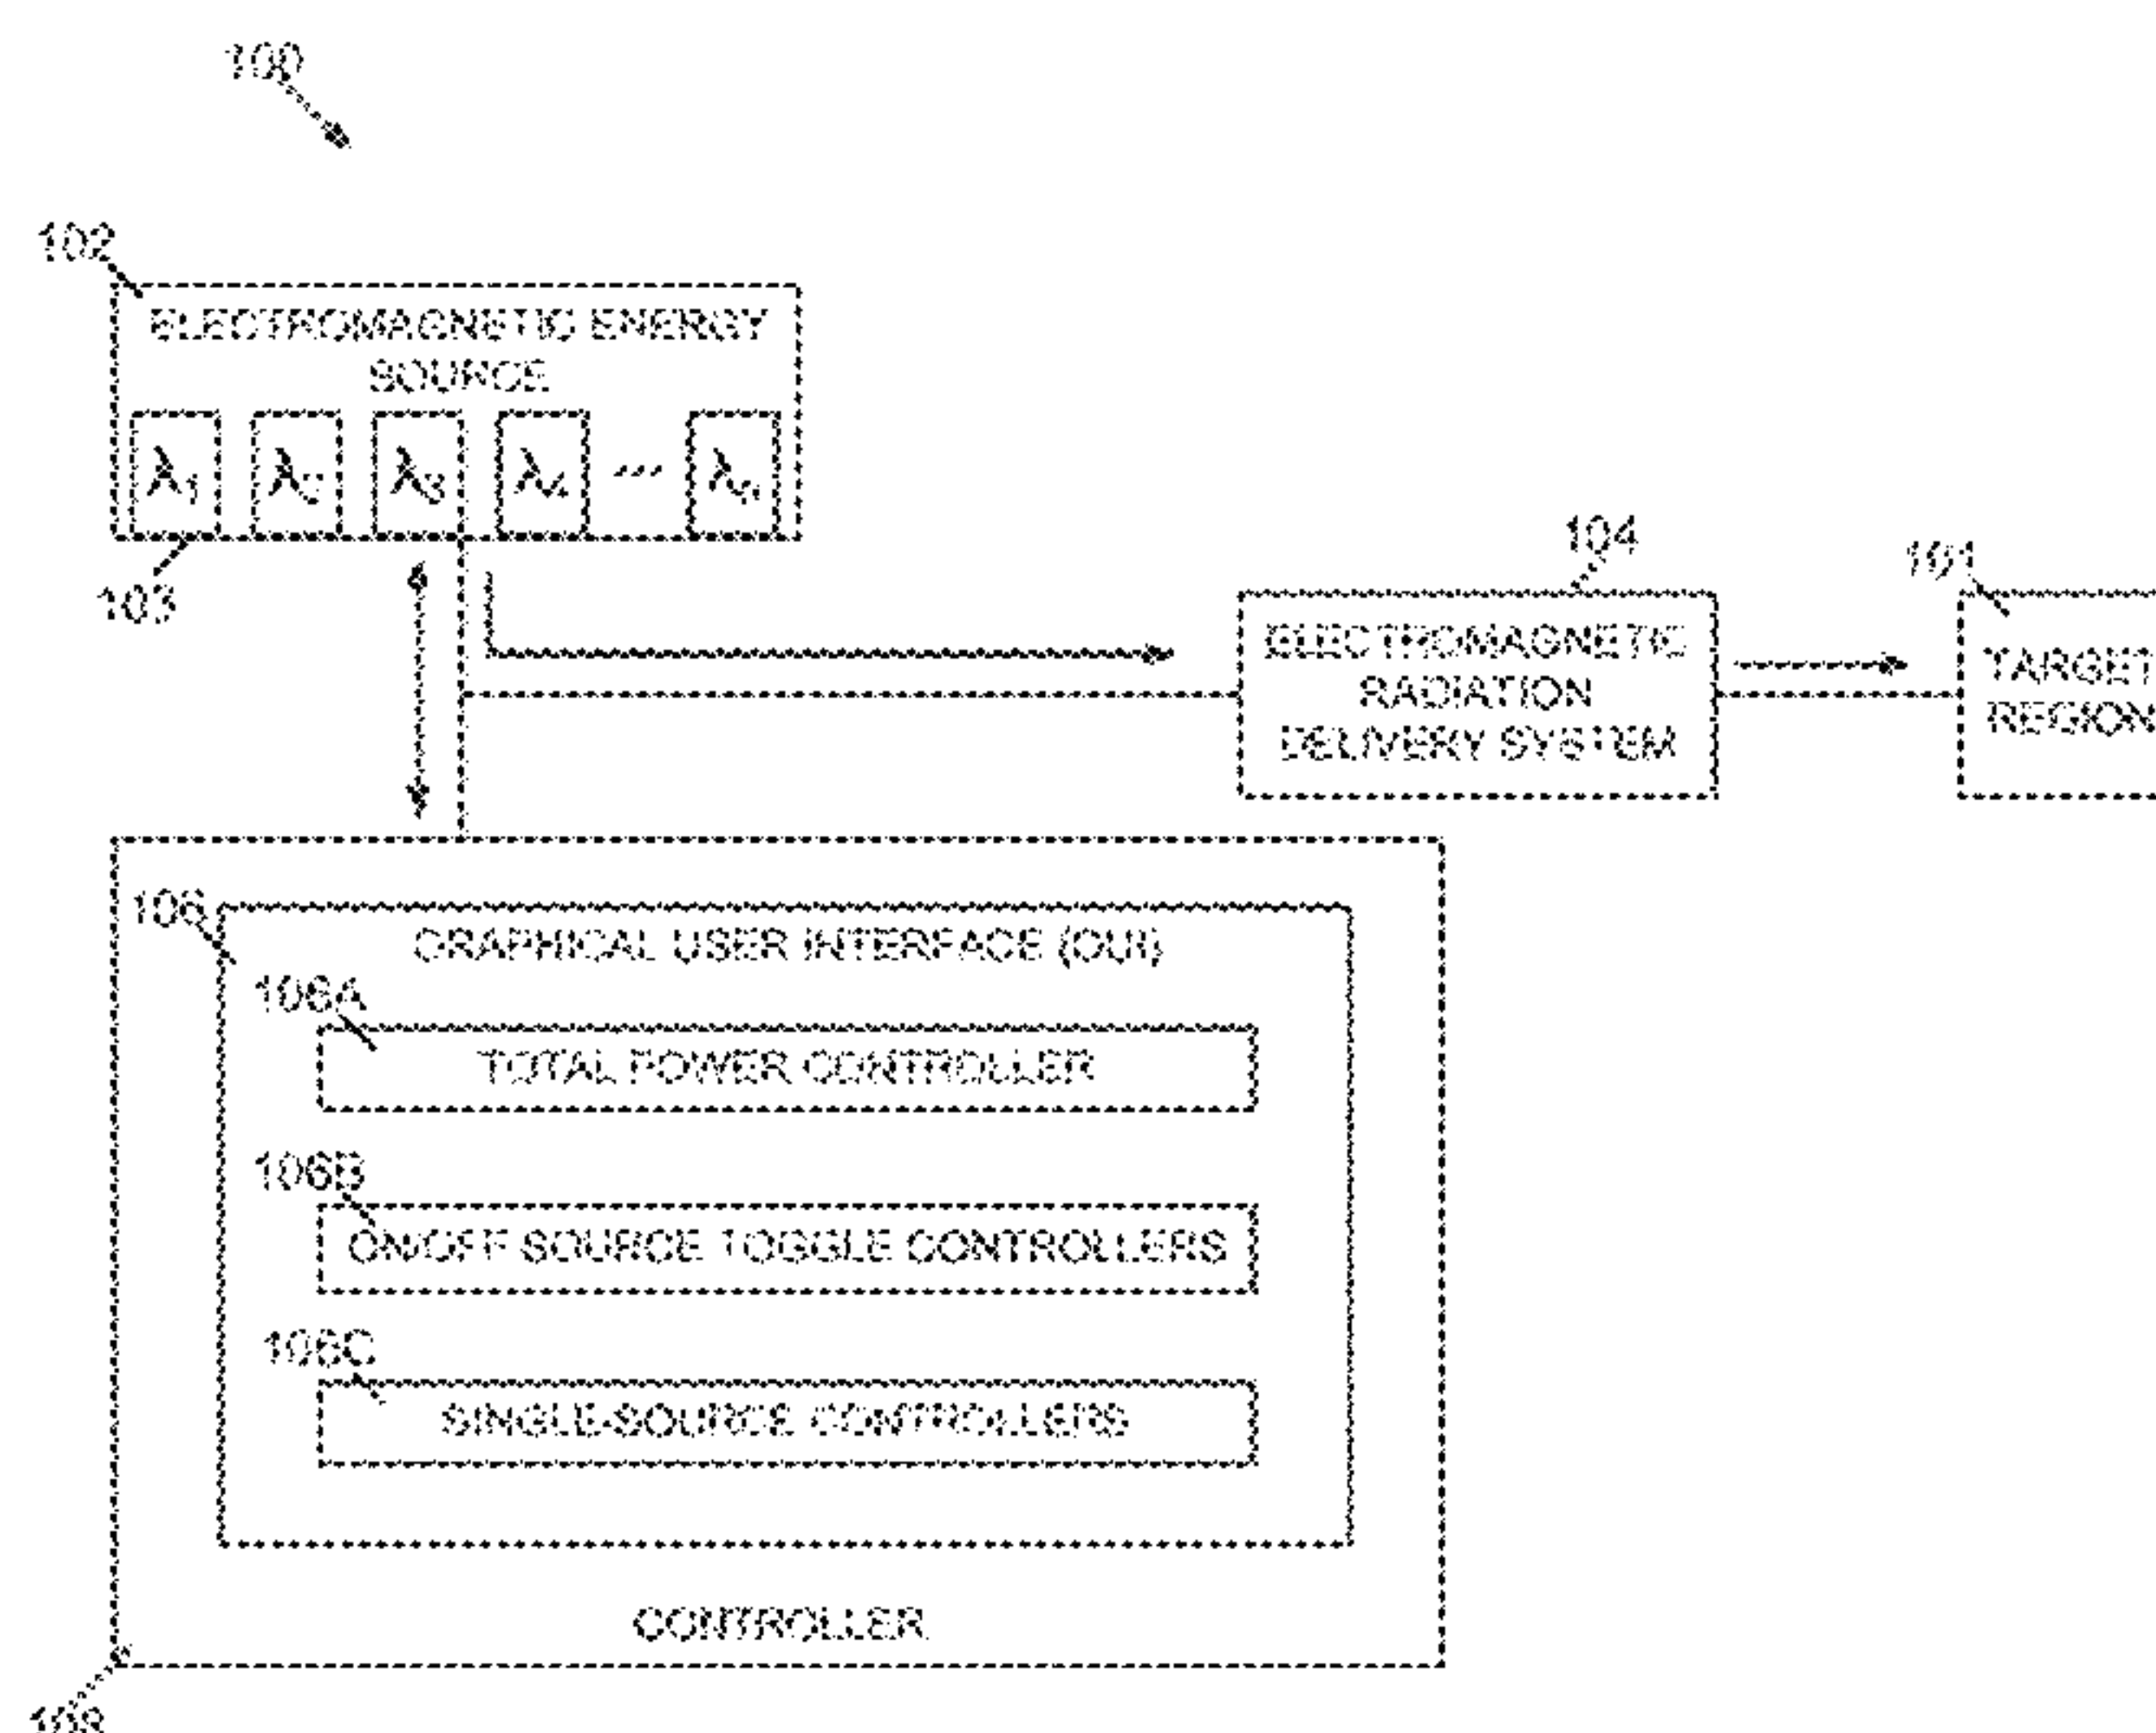 100
102
ELECTROMAGNETIC ENERGY
SOURCE
λ1 λ2 λ3 λ4 ... λn
103
104
101
ELECTROMAGNETIC
RADIATION
DELIVERY SYSTEM
TARGET
REGION
106
GRAPHICAL USER INTERFACE (GUI)
106A
TOTAL POWER CONTROLLER
106B
ON/OFF SOURCE TOGGLE CONTROLLERS
106C
SINGLE-SOURCE CONTROLLERS
CONTROLLER
108